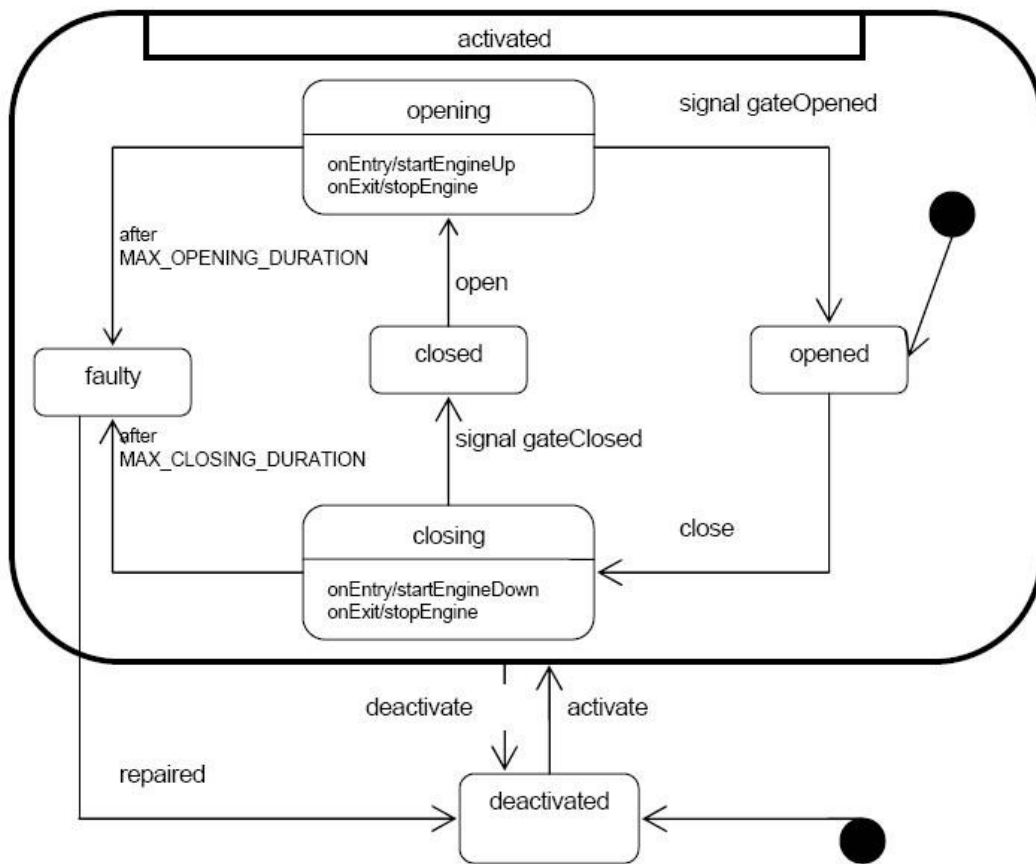 activated
opening
signal gateOpened
onEntry/startEngineUp
onExit/stopEngine
after
MAX_OPENING_DURATION
open
closed
opened
faulty
after
MAX_CLOSING_DURATION
signal gateClosed
closing
close
onEntry/startEngineDown
onExit/stopEngine
deactivate
activate
repaired
deactivated